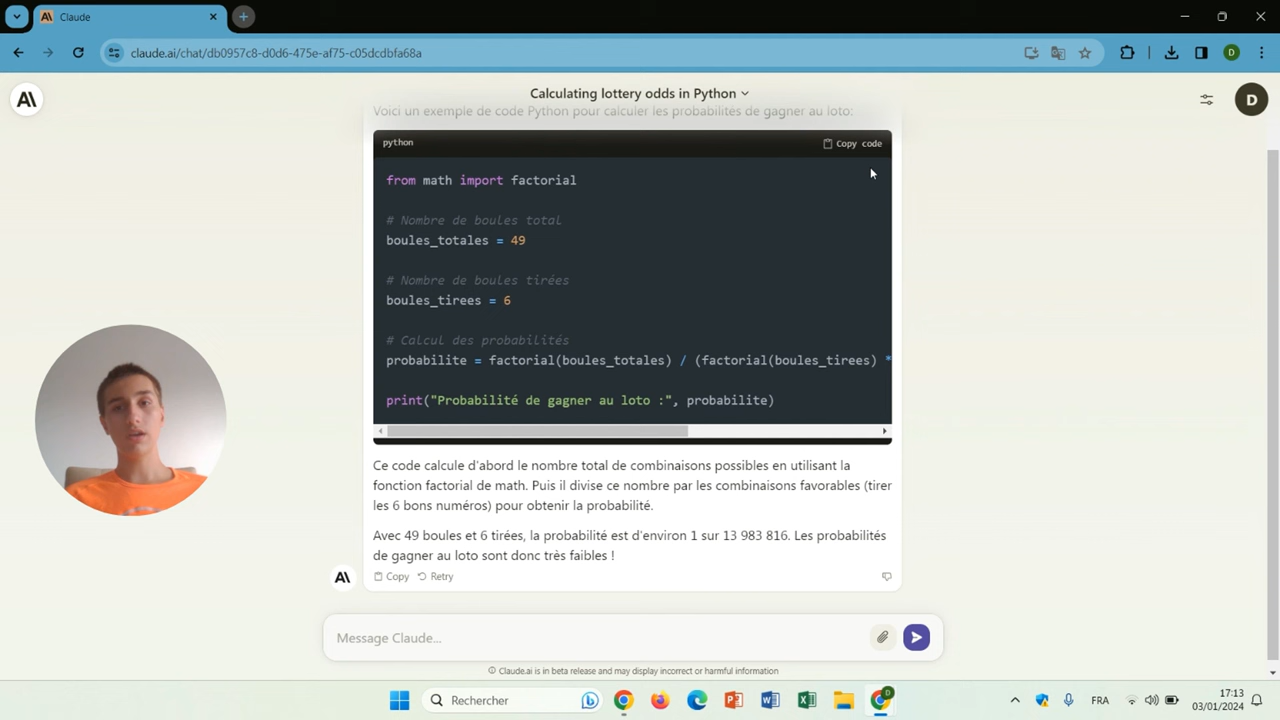 Claude
claude.ai/chat/db0957c8-d0d6-475e-af75-c05dcdbfa68a
D
Calculating lottery odds in Python
D
Voici un exemple de code Python pour calculer les probabilités de gagner au loto:
python
Copy code
from math import factorial
# Nombre de boules total
boules_totales = 49
# Nombre de boules tirées
boules_tirees = 6
# Calcul des probabilités
probabilite = factorial(boules_totales) / (factorial(boules_tirees) *
print("Probabilité de gagner au loto :", probabilite)
Ce code calcule d'abord le nombre total de combinaisons possibles en utilisant la
fonction factorial de math. Puis il divise ce nombre par les combinaisons favorables (tirer
les 6 bons numéros) pour obtenir la probabilité.
Avec 49 boules et 6 tirées, la probabilité est d'environ 1 sur 13 983 816. Les probabilités
de gagner au loto sont donc très faibles !
Copy Retry
Message Claude...
Claude.ai is in beta release and may display incorrect or harmful information
Rechercher
FRA
17:13
03/01/2024